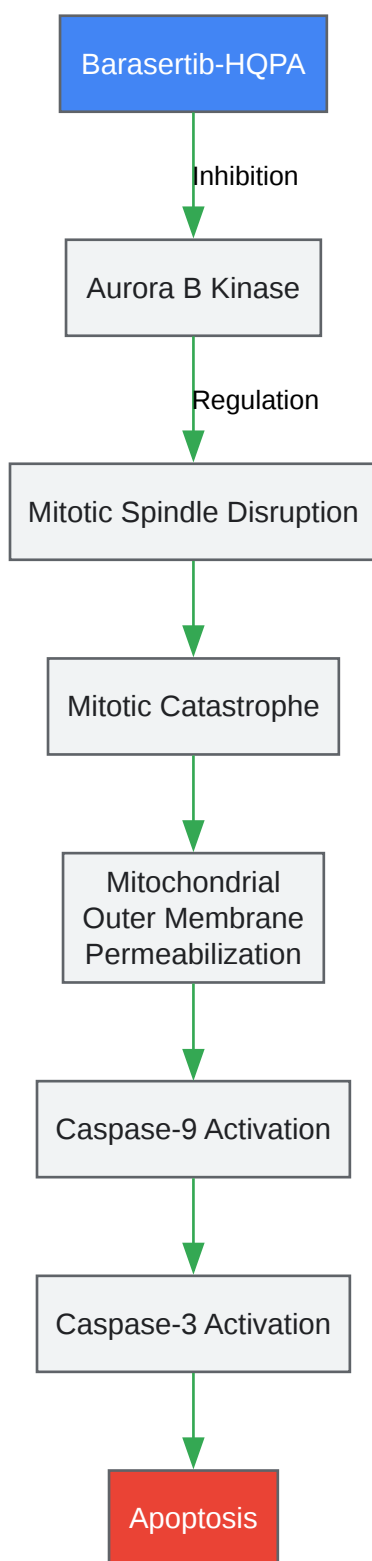 Barasertib-HQPA
Inhibition
Aurora B Kinase
Regulation
Mitotic Spindle Disruption
Mitotic Catastrophe
Mitochondrial
Outer Membrane
Permeabilization
Caspase-9 Activation
Caspase-3 Activation
Apoptosis